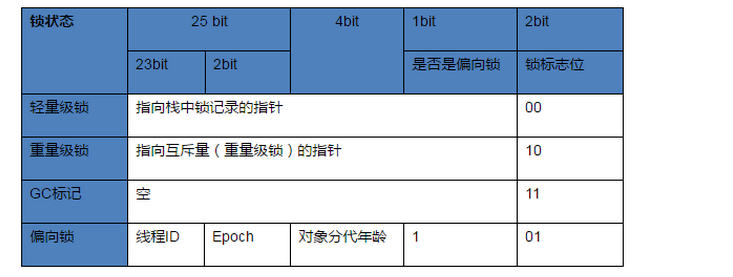 锁状态 25 bit 4bit 1bit 2bit
23bit 2bit 是否是偏向锁 锁标志位
轻量级锁 指向栈中锁记录的指针 00
重量级锁 指向互斥量（重量级锁）的指针 10
GC标记 空 11
偏向锁 线程ID Epoch 对象分代年龄 1 01